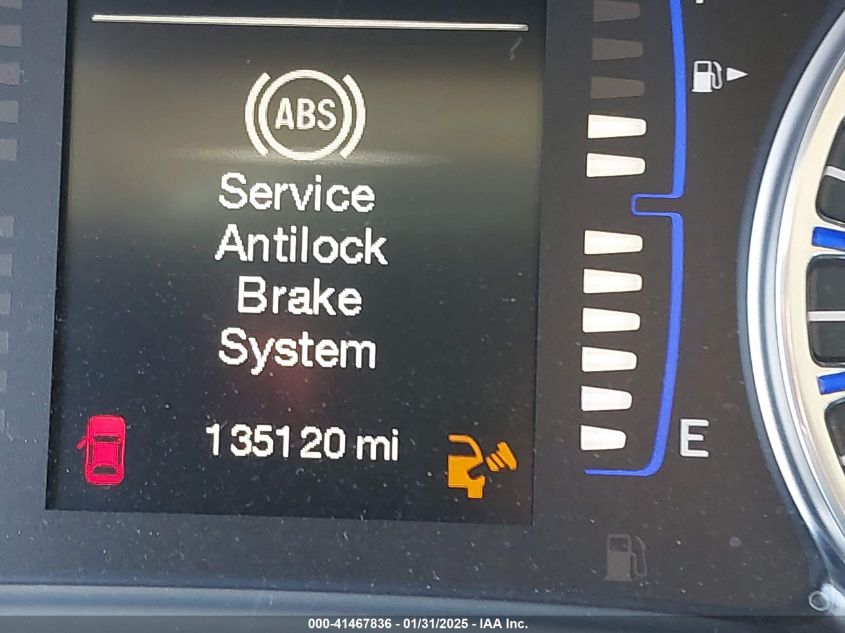 ABS
Service
Antilock
Brake
System
135120 mi
E
000-41467836 - 01/31/2025 - IAA Inc.